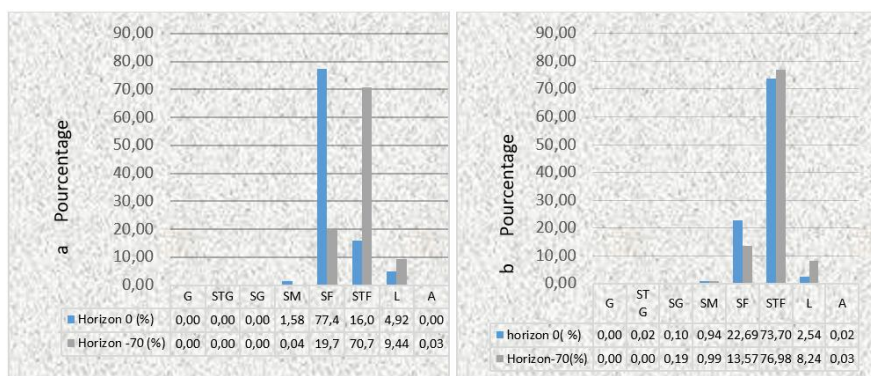 90,00
80,00
70,00
60,00
50,00
40,00
30,00
20,00
10,00
0,00
a Pourcentage
G STG SG SM SF STF L A
Horizon 0 (%) 0,00 0,00 0,00 1,58 77,4 16,0 4,92 0,00
Horizon -70 (%) 0,00 0,00 0,00 0,04 19,7 70,7 9,44 0,03
90,00
80,00
70,00
60,00
50,00
40,00
30,00
20,00
10,00
0,00
b Pourcentage
G ST G SG SM SF STF L A
horizon 0( %) 0,00 0,02 0,10 0,94 22,69 73,70 2,54 0,02
Horizon-70(%) 0,00 0,00 0,19 0,99 13,57 76,98 8,24 0,03